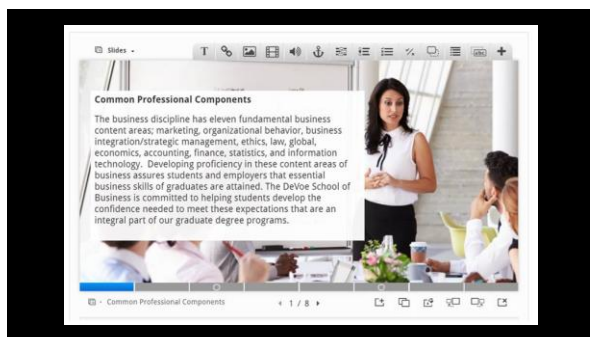 Slides
T
abc
Common Professional Components
The business discipline has eleven fundamental business
content areas; marketing, organizational behavior, business
integration/strategic management, ethics, law, global,
economics, accounting, finance, statistics, and information
technology.  Developing proficiency in these content areas of
business assures students and employers that essential
business skills of graduates are attained. The DeVoe School of
Business is committed to helping students develop the
confidence needed to meet these expectations that are an
integral part of our graduate degree programs.
- Common Professional Components
1 / 8